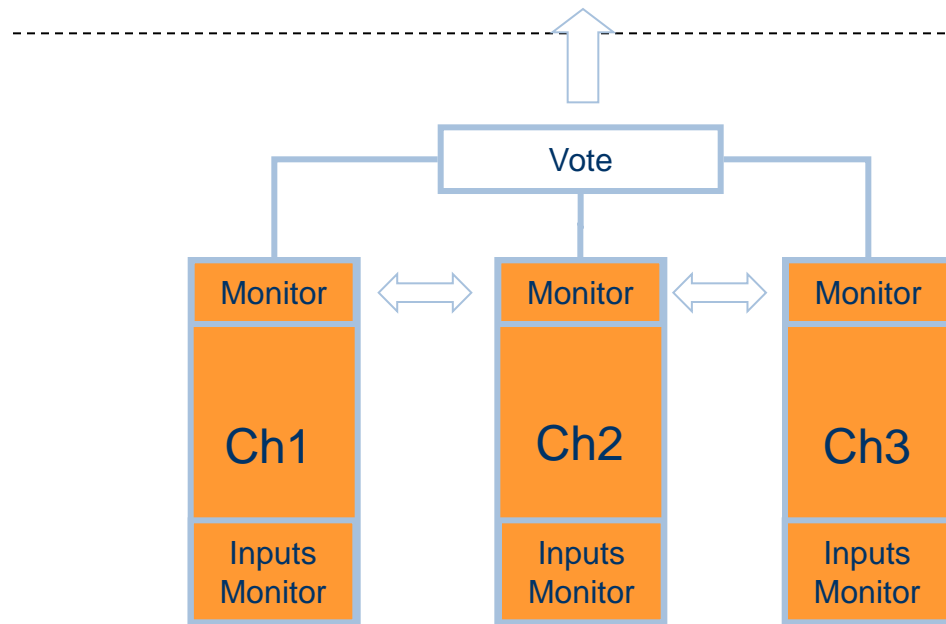 Vote
Monitor
Monitor
Monitor
Ch1
Ch2
Ch3
Inputs
Monitor
Inputs
Monitor
Inputs
Monitor